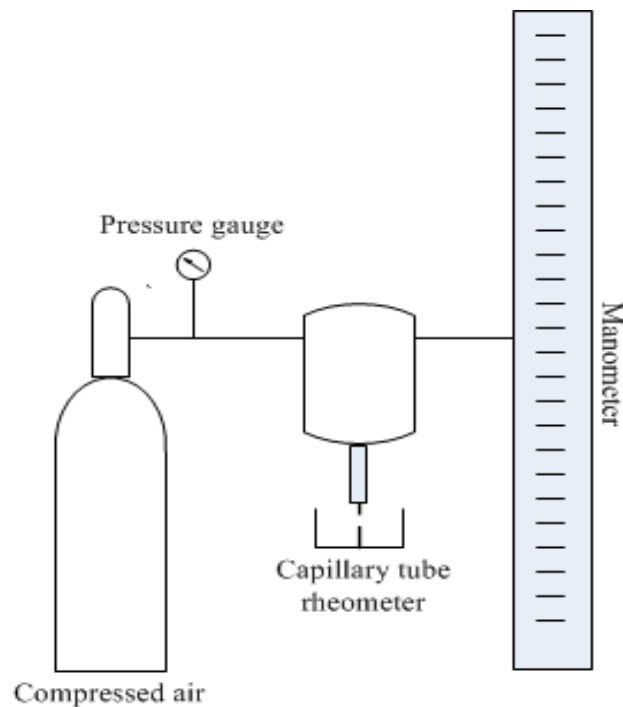 Pressure gauge
Manometer
Capillary tube
rheometer
Compressed air